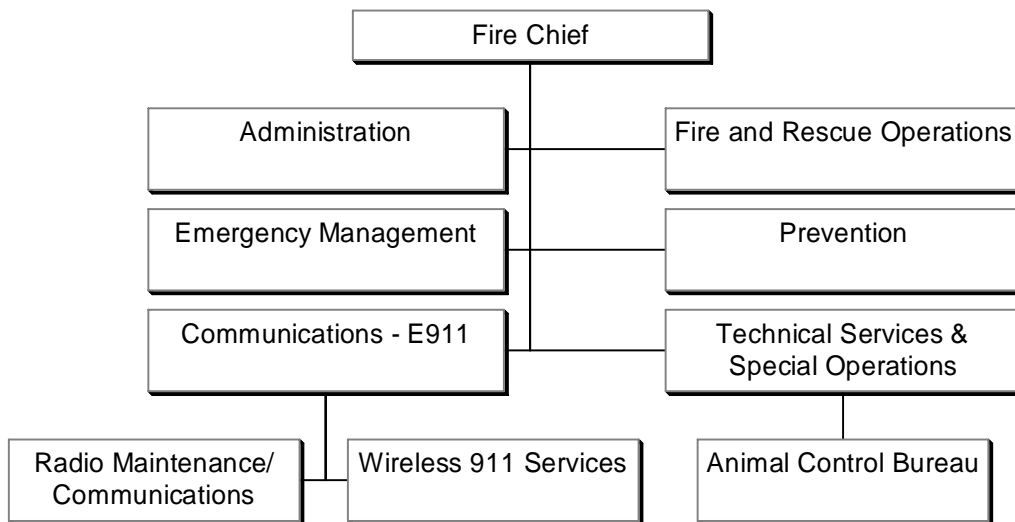 Fire Chief
Administration
Fire and Rescue Operations
Emergency Management
Prevention
Communications - E911
Technical Services &
Special Operations
Radio Maintenance/
Communications
Wireless 911 Services
Animal Control Bureau